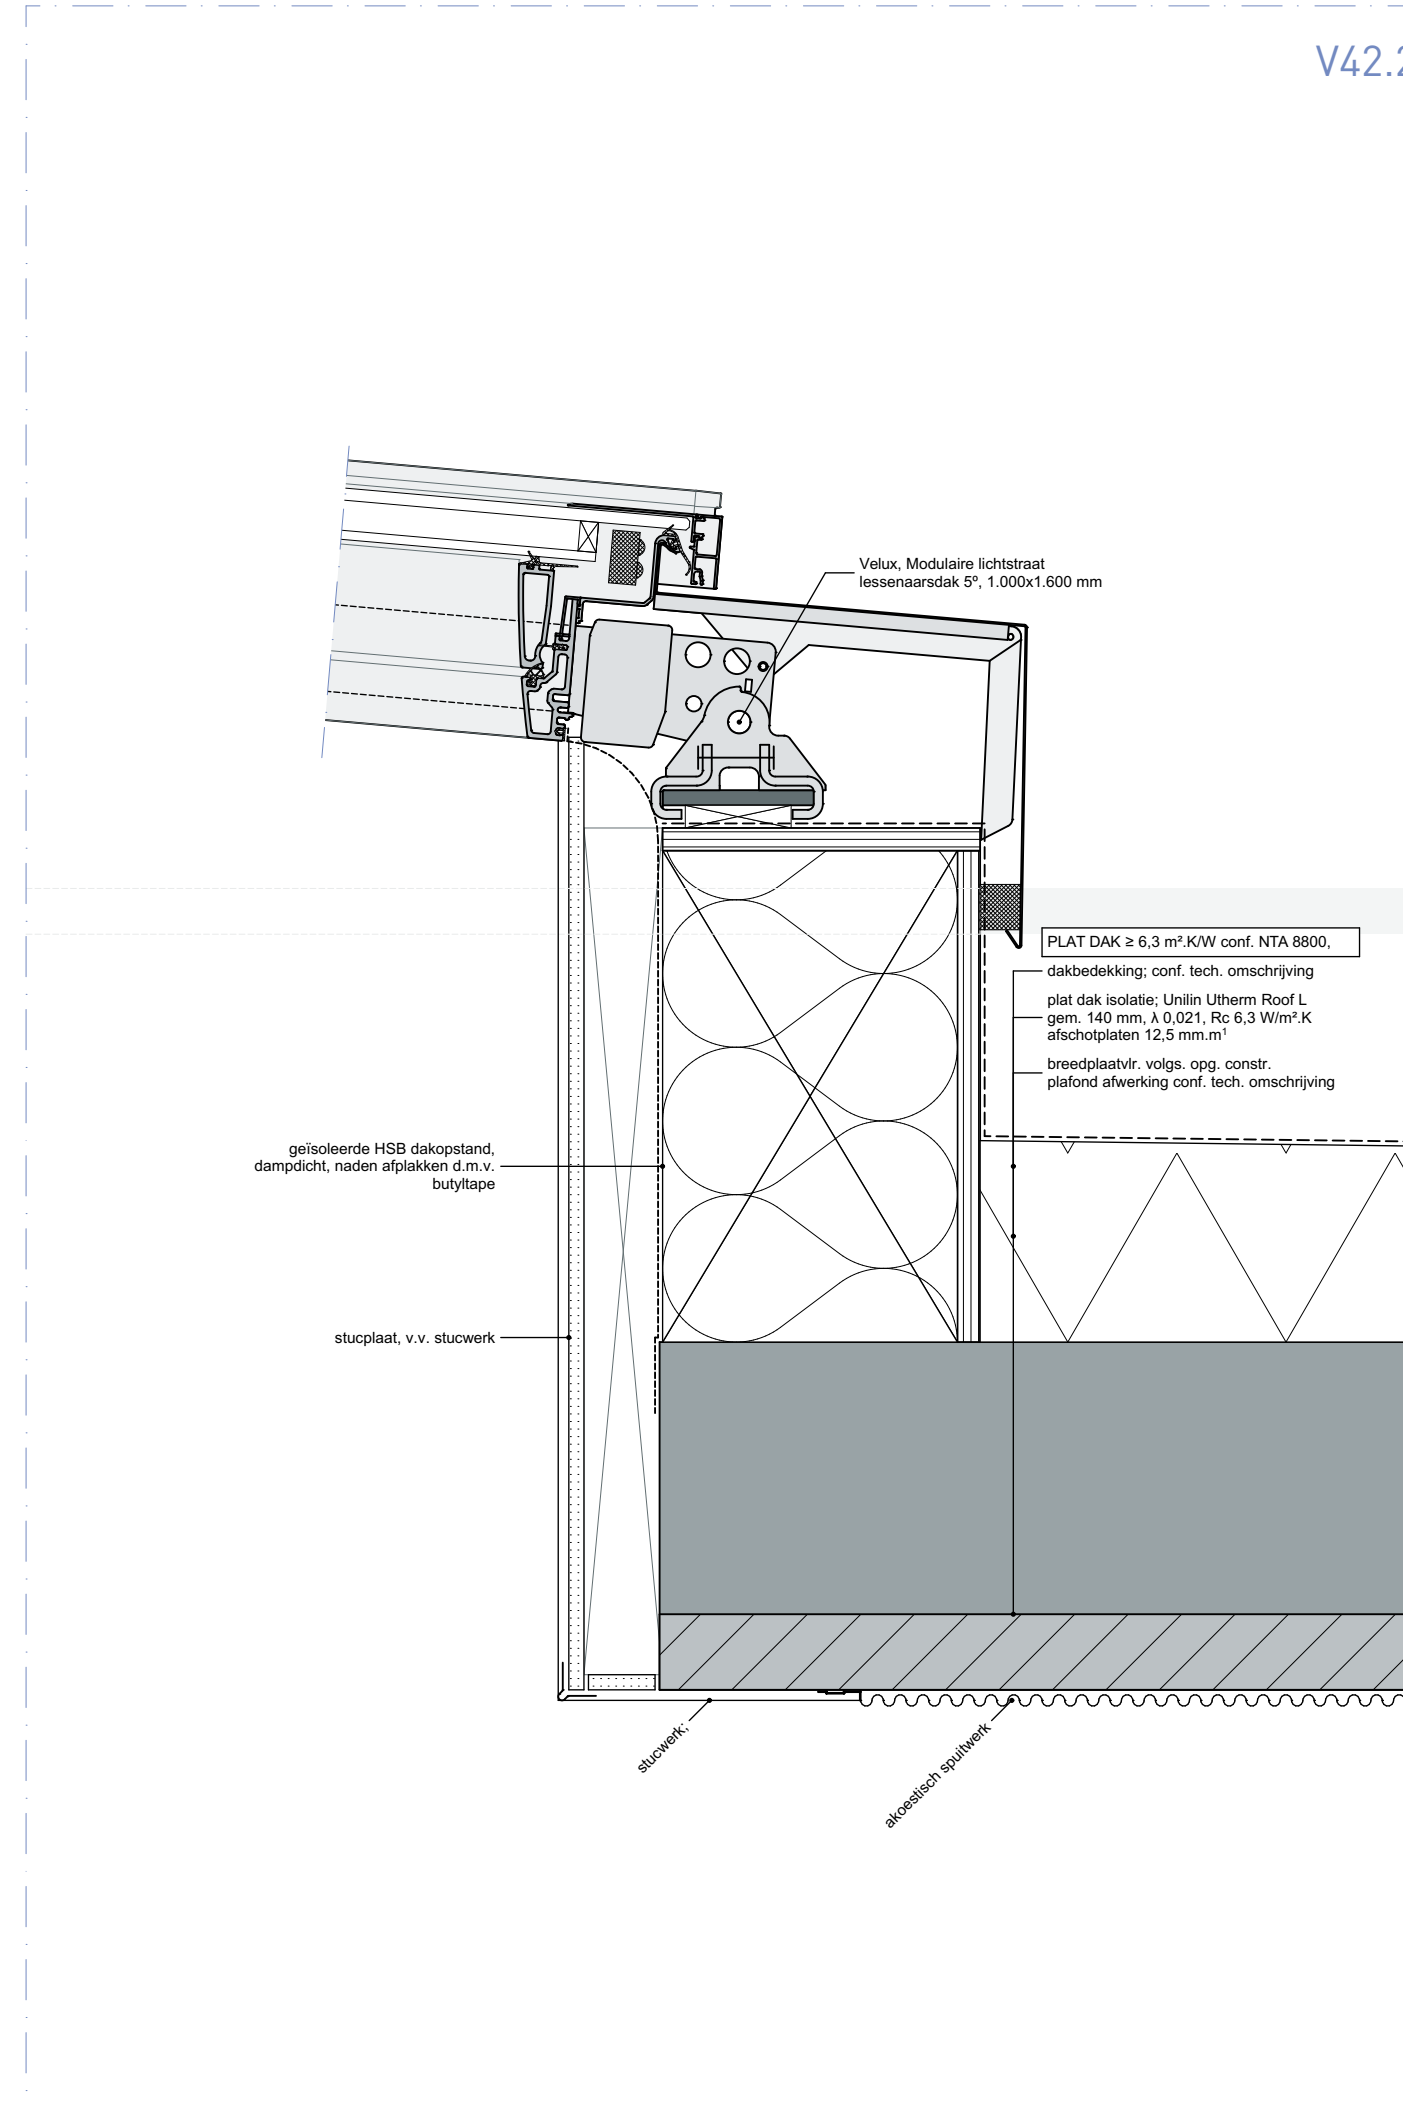 V42.2
Velux, Modulaire lichtstraat
lessenaarsdak 5º, 1.000x1.600 mm
PLAT DAK ≥ 6,3 m².K/W conf. NTA 8800,
dakbedekking; conf. tech. omschrijving
plat dak isolatie; Unilin Utherm Roof L
gem. 140 mm, λ 0,021, Rc 6,3 W/m².K
afschotplaten 12,5 mm.m¹
breedplaatvlr. volgs. opg. constr.
plafond afwerking conf. tech. omschrijving
geïsoleerde HSB dakopstand,
dampdicht, naden afplakken d.m.v.
butyltape
stucplaat, v.v. stucwerk
stucwerk;
akoestisch spuitwerk